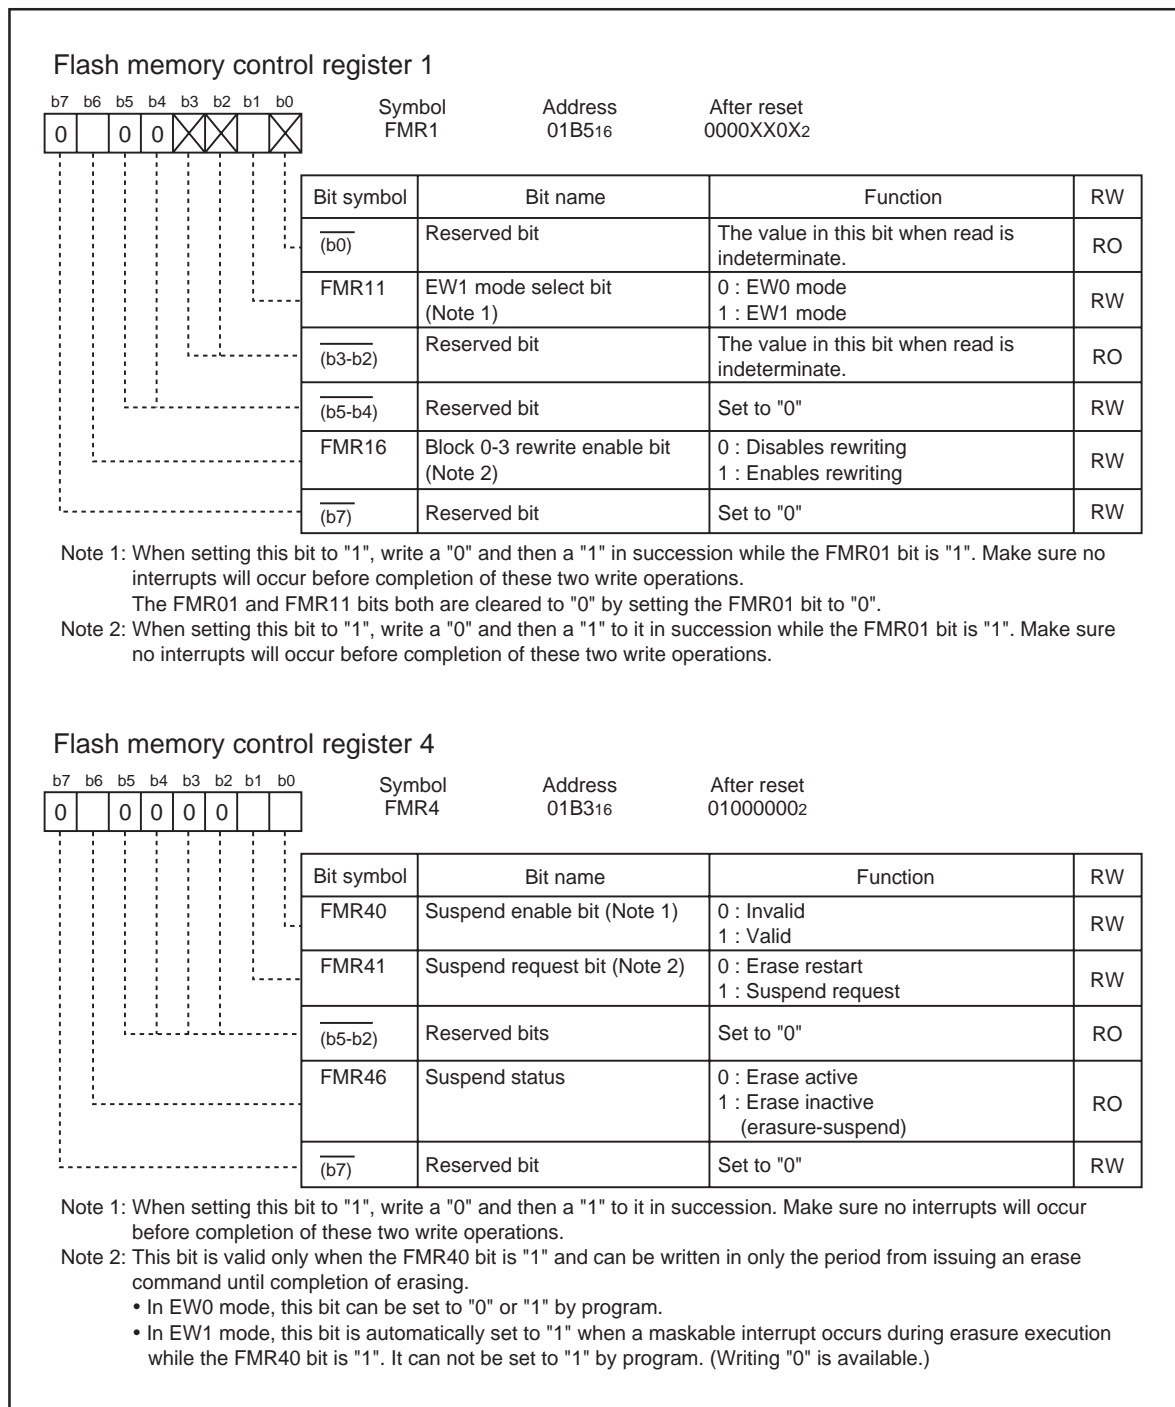 Flash memory control register 1
b7 b6 b5 b4 b3 b2 b1 b0
Symbol Address After reset
0 0 0 FMR1 01B516 0000XX0X2
Bit symbol Bit name Function RW
(b0) Reserved bit The value in this bit when read is indeterminate. RO
FMR11 EW1 mode select bit (Note 1) 0 : EW0 mode
1 : EW1 mode RW
(b3-b2) Reserved bit The value in this bit when read is indeterminate. RO
(b5-b4) Reserved bit Set to "0" RW
FMR16 Block 0-3 rewrite enable bit (Note 2) 0 : Disables rewriting
1 : Enables rewriting RW
(b7) Reserved bit Set to "0" RW
Note 1: When setting this bit to "1", write a "0" and then a "1" in succession while the FMR01 bit is "1". Make sure no
interrupts will occur before completion of these two write operations.
The FMR01 and FMR11 bits both are cleared to "0" by setting the FMR01 bit to "0".
Note 2: When setting this bit to "1", write a "0" and then a "1" to it in succession while the FMR01 bit is "1". Make sure
no interrupts will occur before completion of these two write operations.
Flash memory control register 4
b7 b6 b5 b4 b3 b2 b1 b0
Symbol Address After reset
0 0 0 0 0 FMR4 01B316 010000002
Bit symbol Bit name Function RW
FMR40 Suspend enable bit (Note 1) 0 : Invalid
1 : Valid RW
FMR41 Suspend request bit (Note 2) 0 : Erase restart
1 : Suspend request RW
(b5-b2) Reserved bits Set to "0" RO
FMR46 Suspend status 0 : Erase active
1 : Erase inactive
(erasure-suspend) RO
(b7) Reserved bit Set to "0" RW
Note 1: When setting this bit to "1", write a "0" and then a "1" to it in succession. Make sure no interrupts will occur
before completion of these two write operations.
Note 2: This bit is valid only when the FMR40 bit is "1" and can be written in only the period from issuing an erase
command until completion of erasing.
• In EW0 mode, this bit can be set to "0" or "1" by program.
• In EW1 mode, this bit is automatically set to "1" when a maskable interrupt occurs during erasure execution
while the FMR40 bit is "1". It can not be set to "1" by program. (Writing "0" is available.)